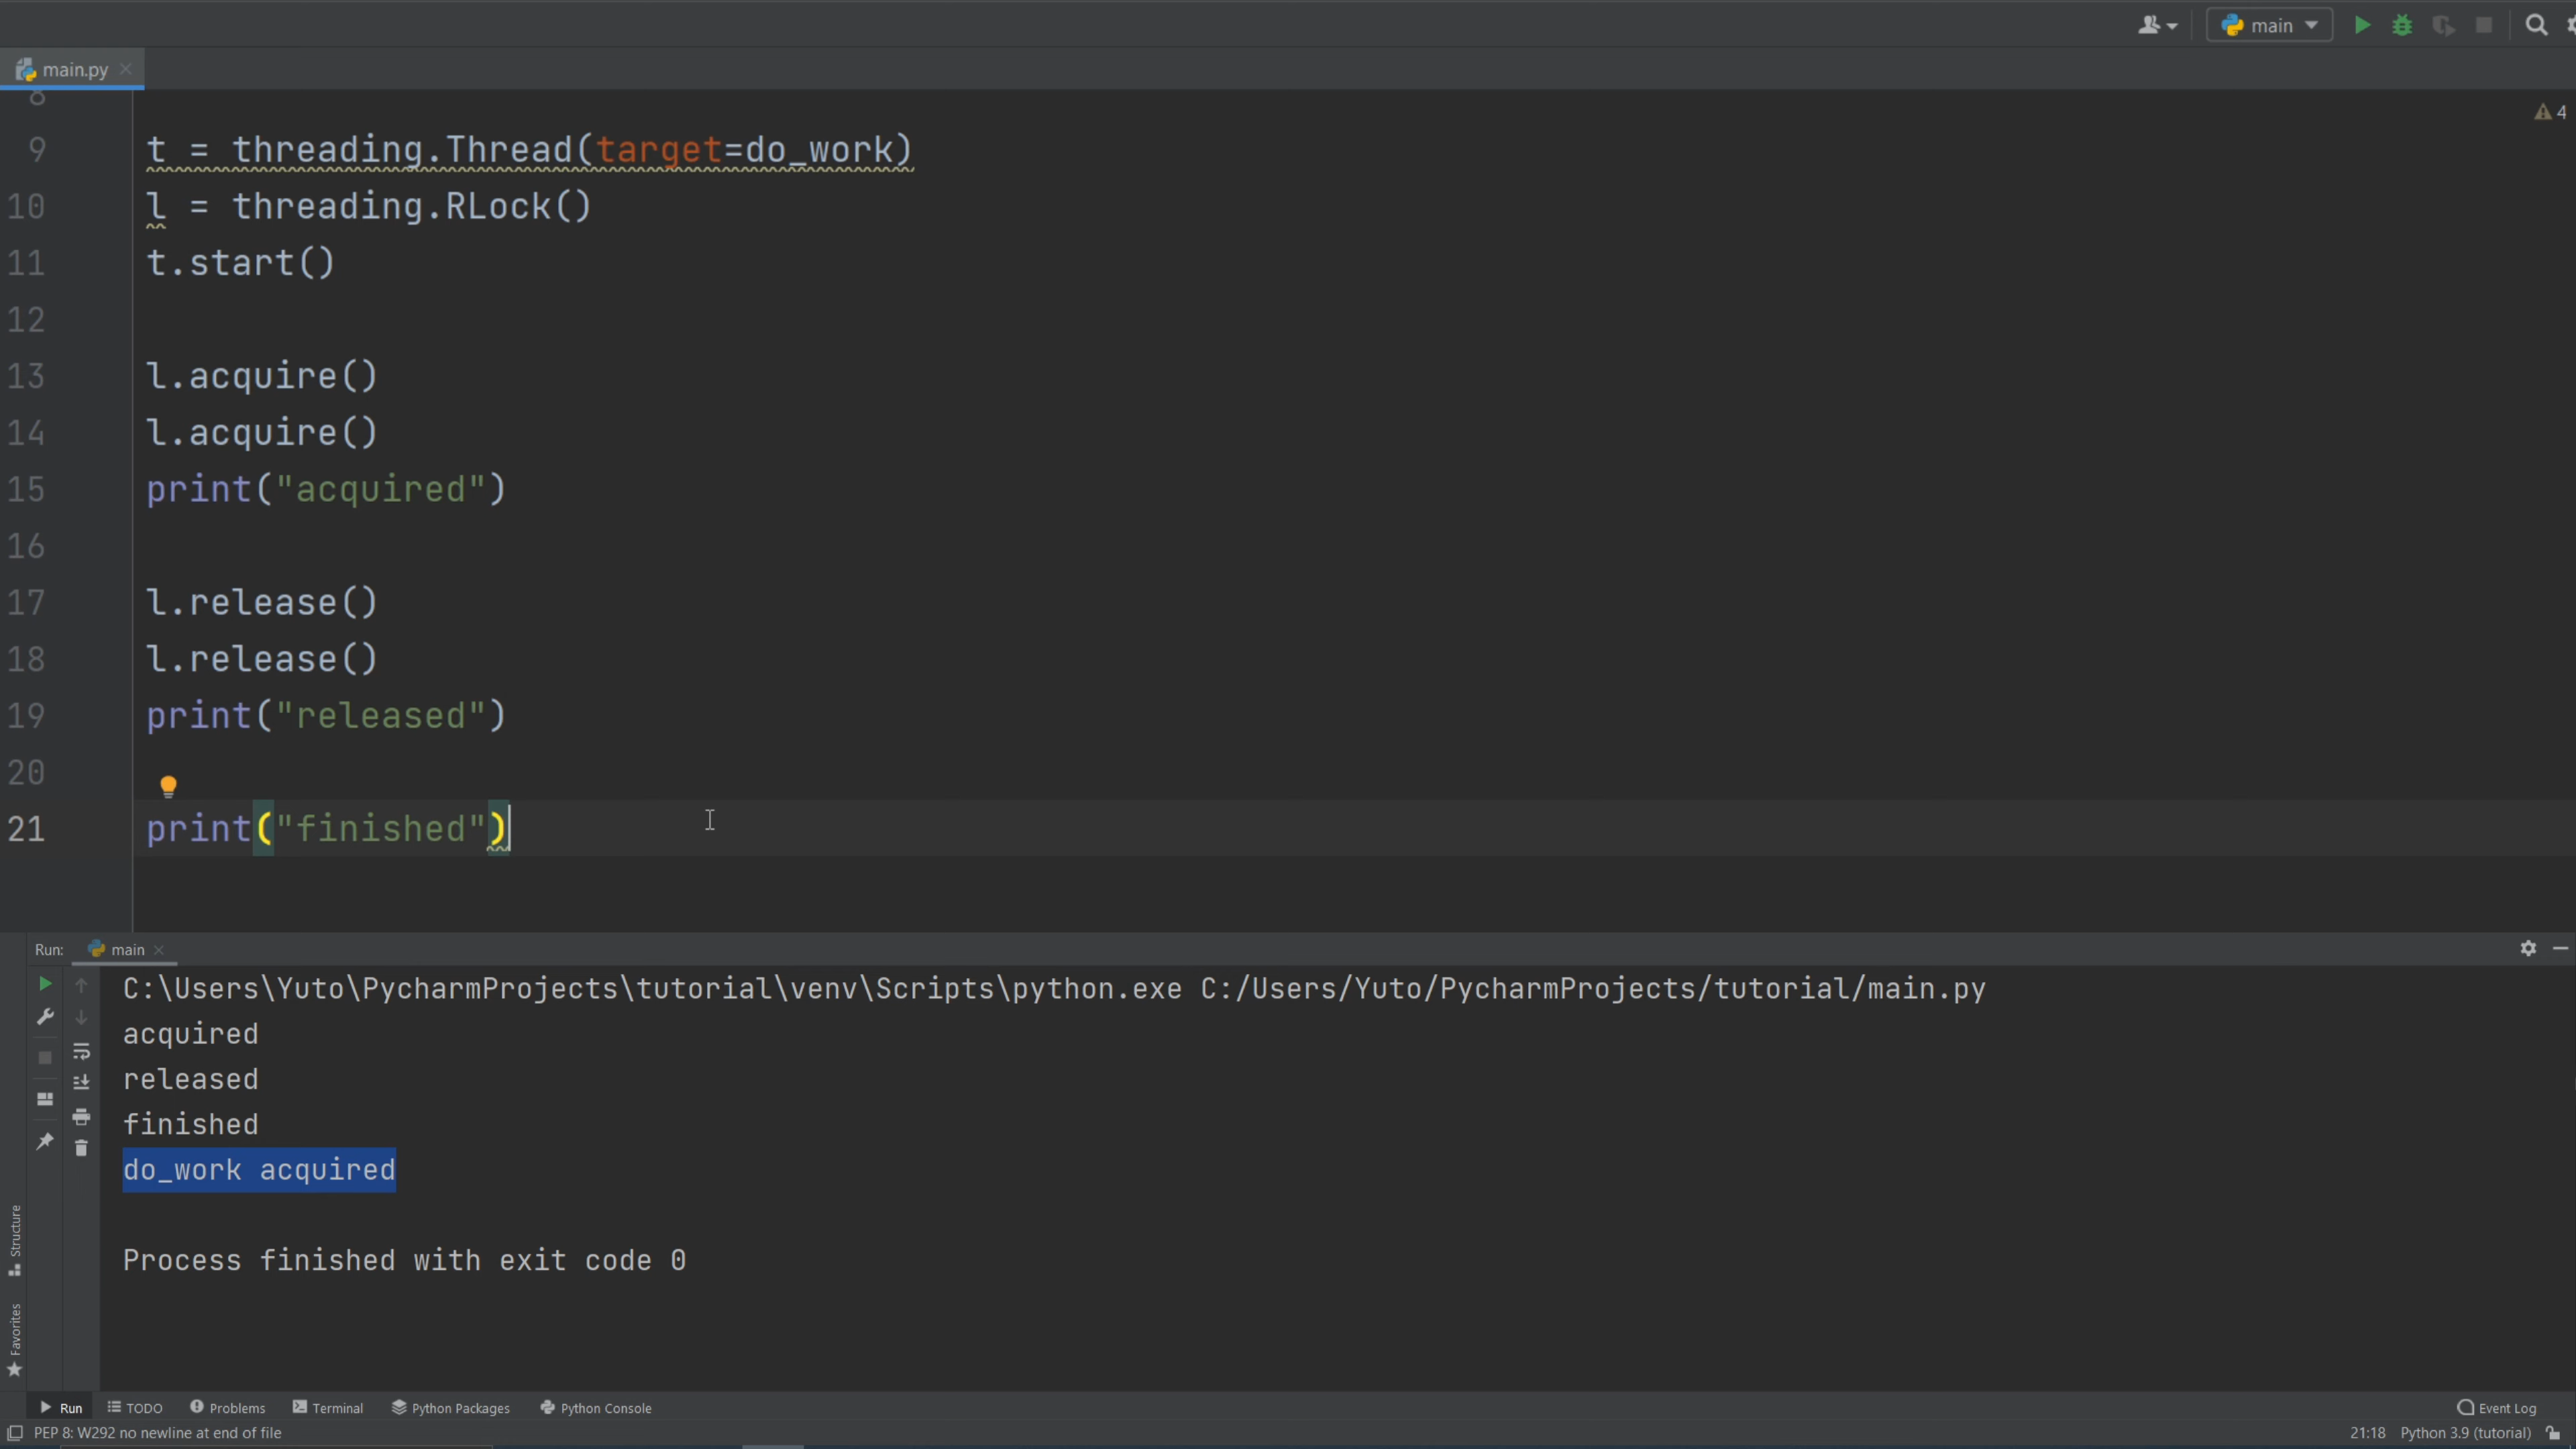 main
main.py
4
8
9 t = threading.Thread(target=do_work)
10 l = threading.RLock()
11 t.start()
12
13 l.acquire()
14 l.acquire()
15 print("acquired")
16
17 l.release()
18 l.release()
19 print("released")
20
21 print("finished")
Run: main
C:\Users\Yuto\PycharmProjects\tutorial\venv\Scripts\python.exe C:/Users/Yuto/PycharmProjects/tutorial/main.py
acquired
released
finished
do_work acquired
Process finished with exit code 0
Structure
Favorites
Run TODO Problems Terminal Python Packages Python Console Event Log
PEP 8: W292 no newline at end of file 21:18 Python 3.9 (tutorial)